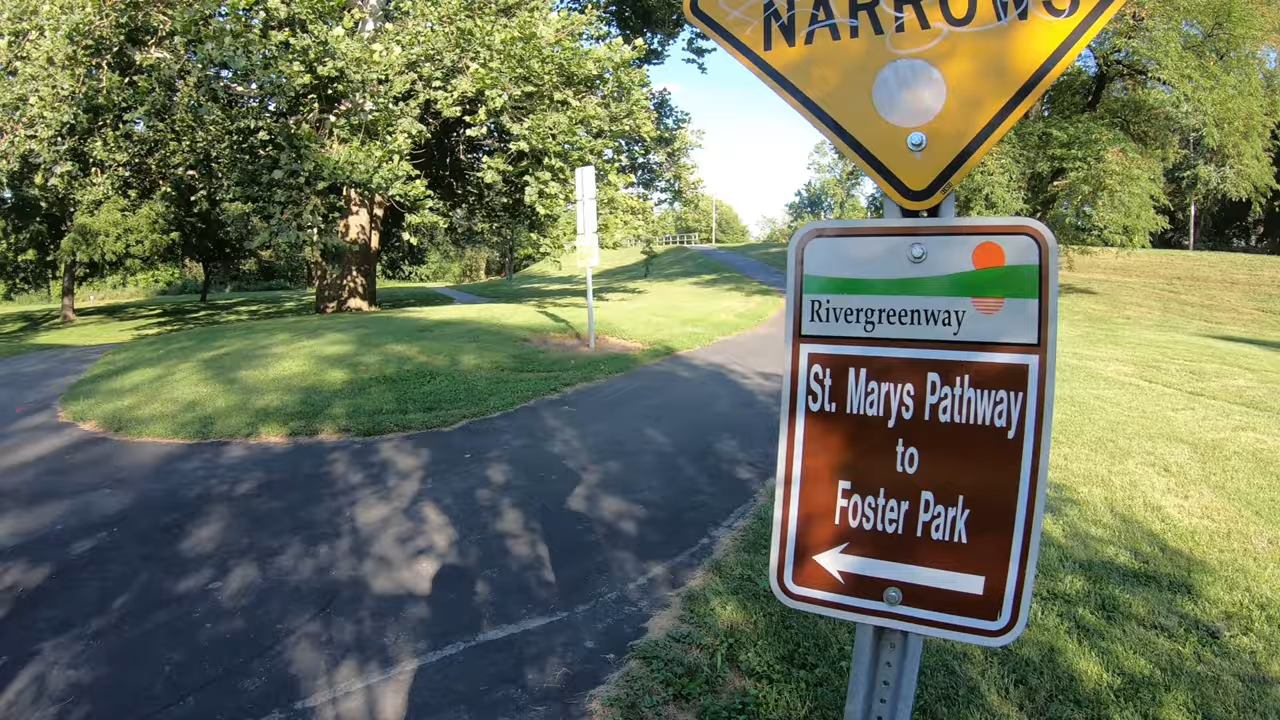 NARROWS
Rivergreenway
St. Marys Pathway
to
Foster Park